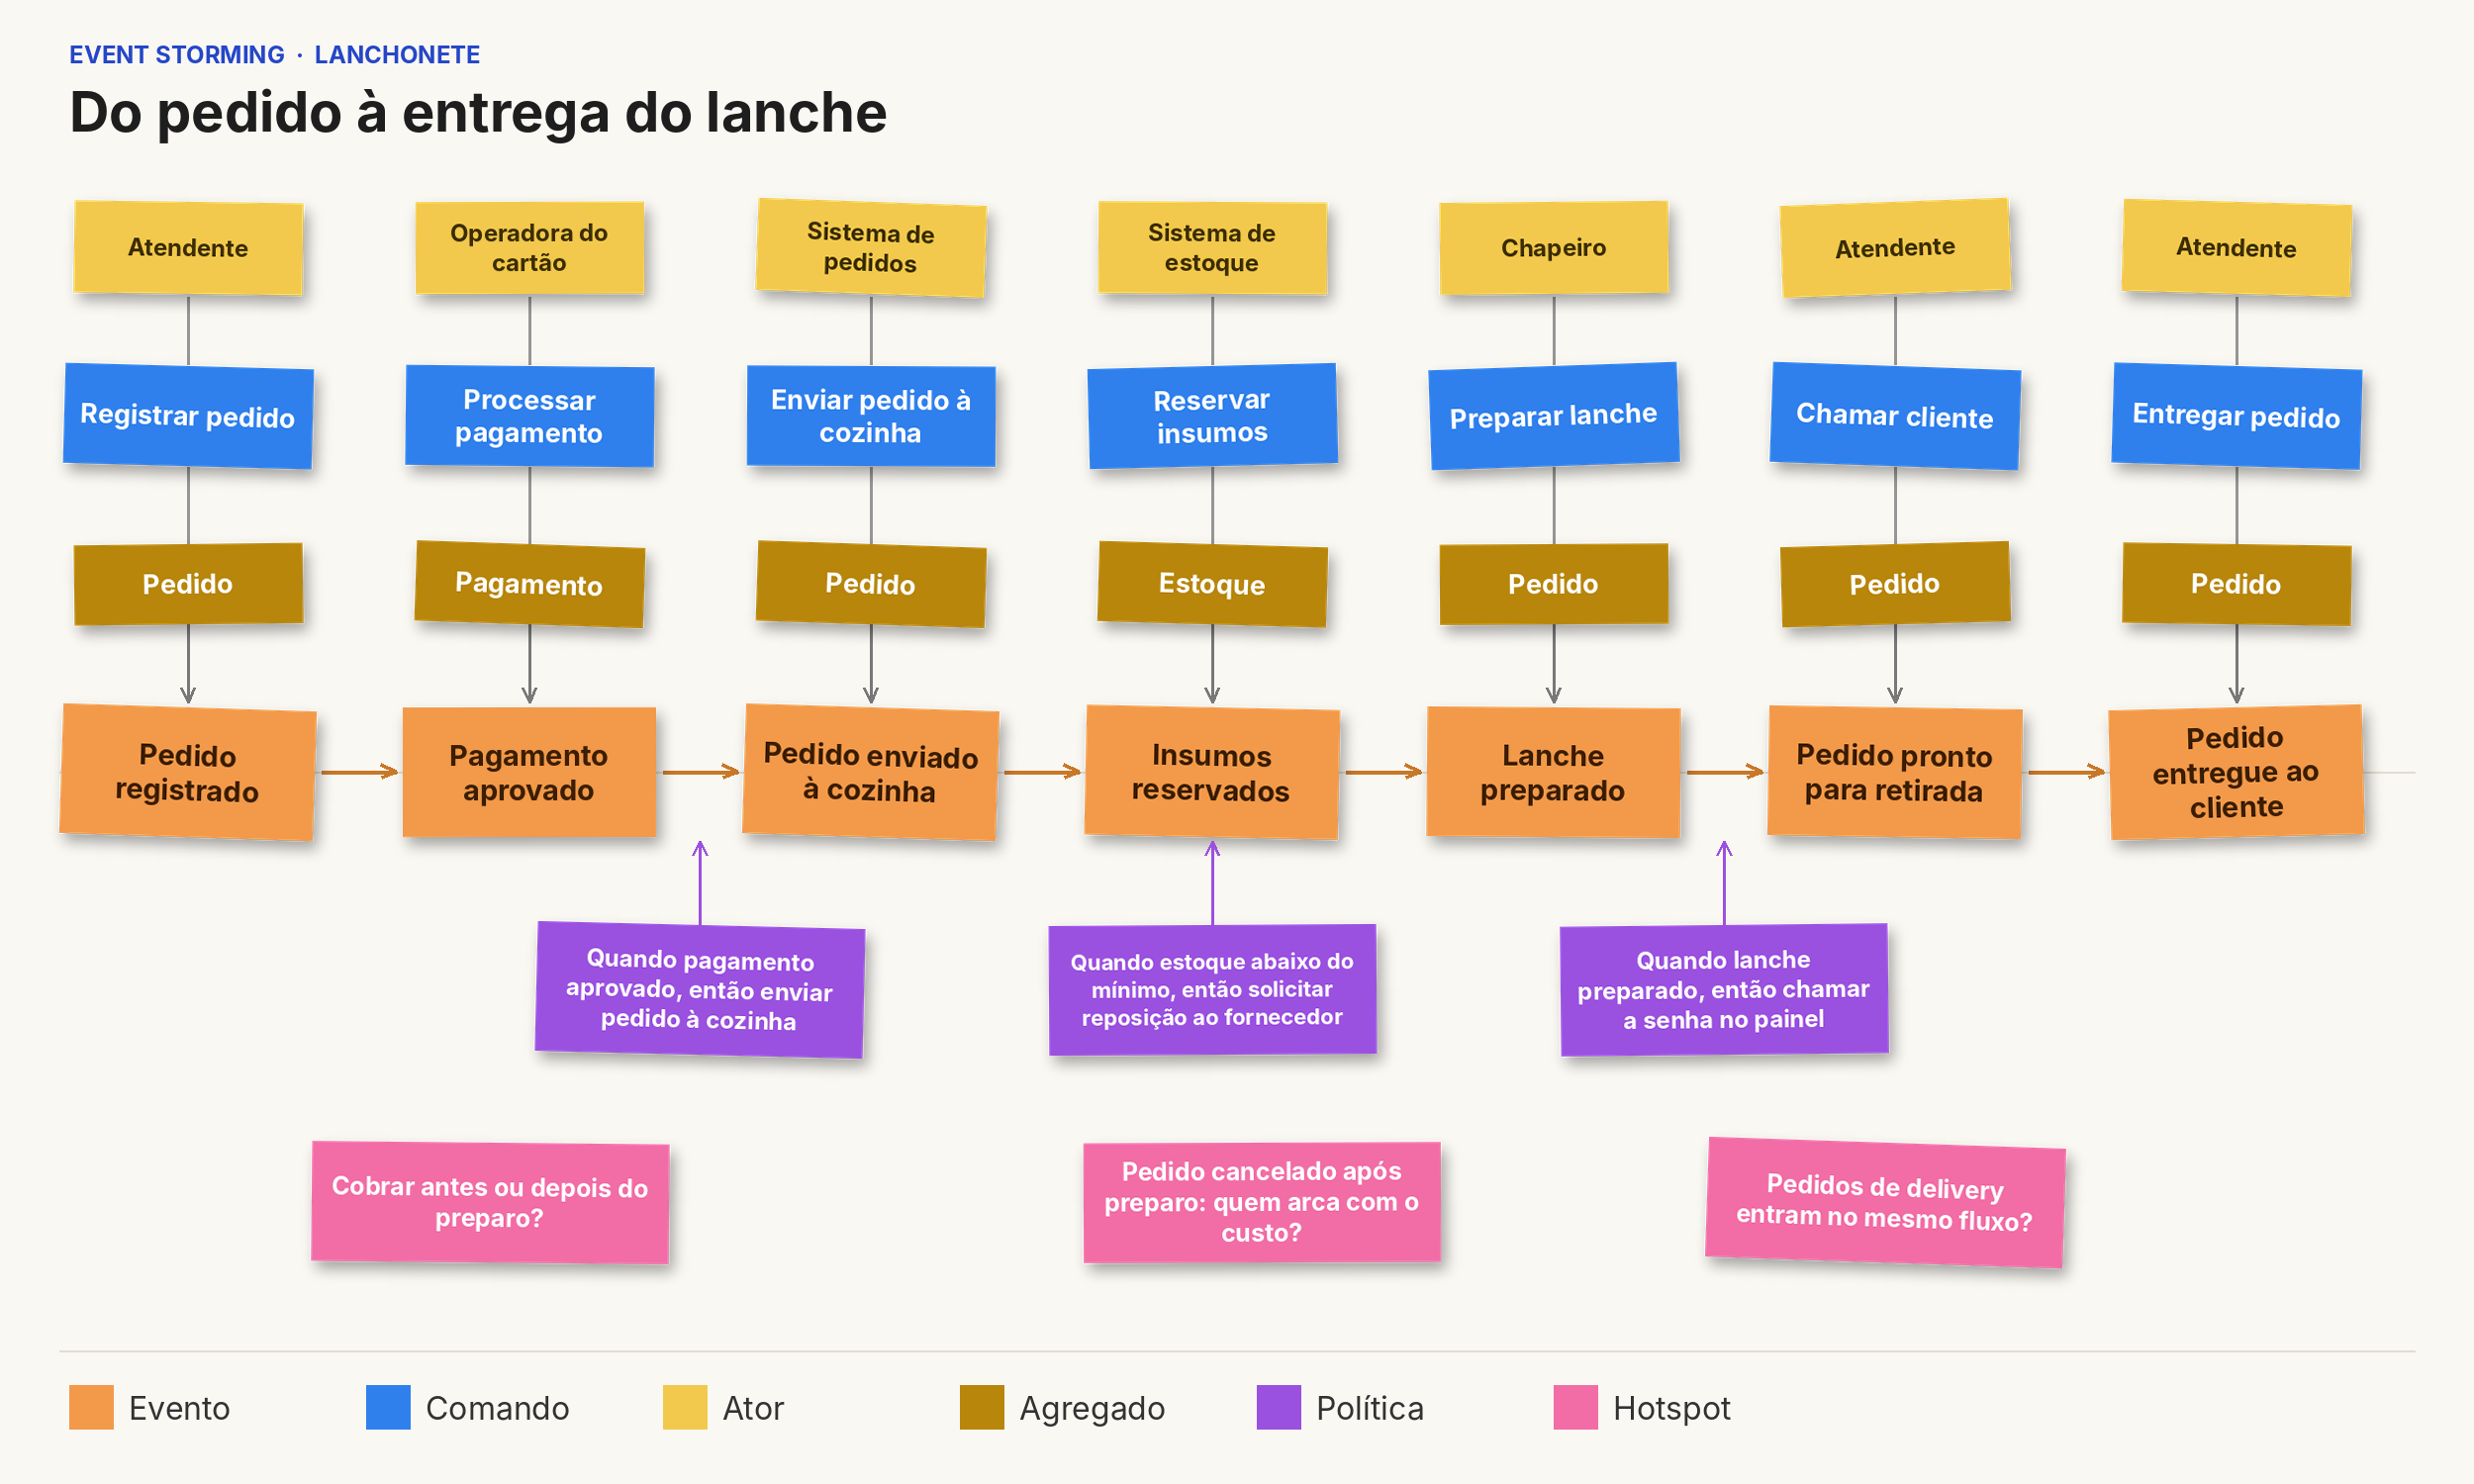 EVENT STORMING · LANCHONETE
Do pedido à entrega do lanche
Atendente
Operadora do
cartão
Sistema de
pedidos
Sistema de
estoque
Chapeiro
Atendente
Atendente
Registrar pedido
Processar
pagamento
Enviar pedido à
cozinha
Reservar
insumos
Preparar lanche
Chamar cliente
Entregar pedido
Pedido
Pagamento
Pedido
Estoque
Pedido
Pedido
Pedido
Pedido
registrado
Pagamento
aprovado
Pedido enviado
à cozinha
Insumos
reservados
Lanche
preparado
Pedido pronto
para retirada
Pedido
entregue ao
cliente
Quando pagamento
aprovado, então enviar
pedido à cozinha
Quando estoque abaixo do
mínimo, então solicitar
reposição ao fornecedor
Quando lanche
preparado, então chamar
a senha no painel
Cobrar antes ou depois do
preparo?
Pedido cancelado após
preparo: quem arca com o
custo?
Pedidos de delivery
entram no mesmo fluxo?
Evento
Comando
Ator
Agregado
Política
Hotspot